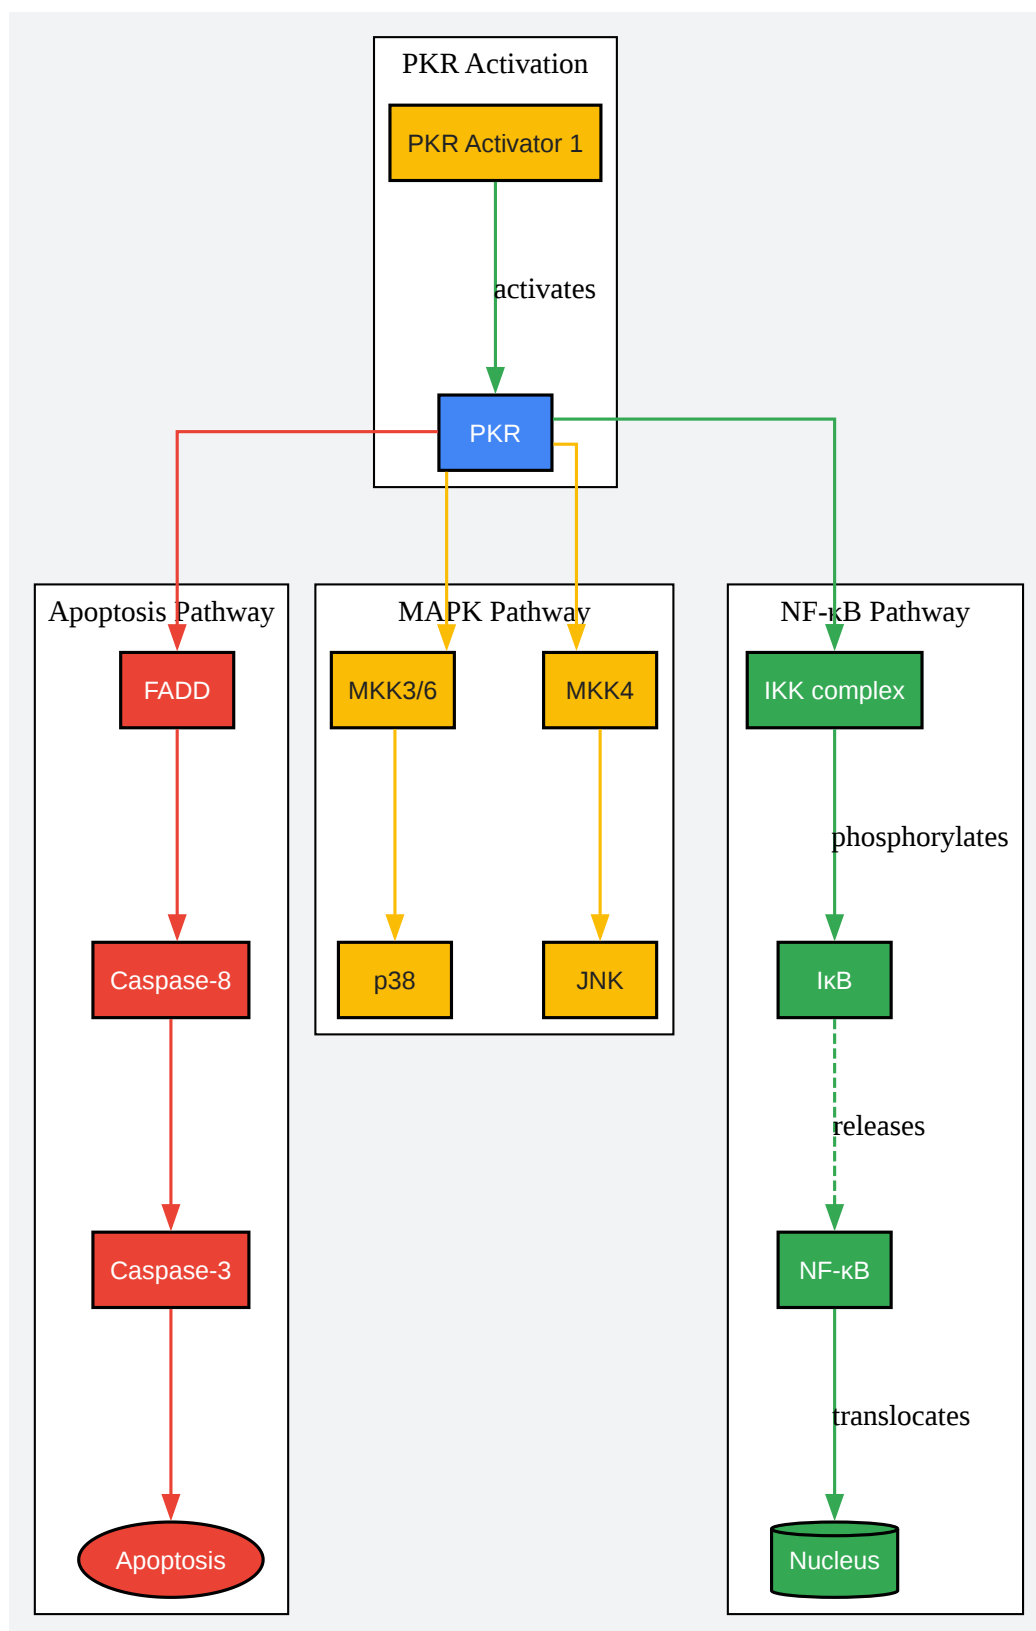 PKR Activation
PKR Activator 1
activates
PKR
Apoptosis Pathway
FADD
Caspase-8
Caspase-3
Apoptosis
MAPK Pathway
MKK3/6
MKK4
p38
JNK
NF-κB Pathway
IKK complex
phosphorylates
IκB
releases
NF-κB
translocates
Nucleus